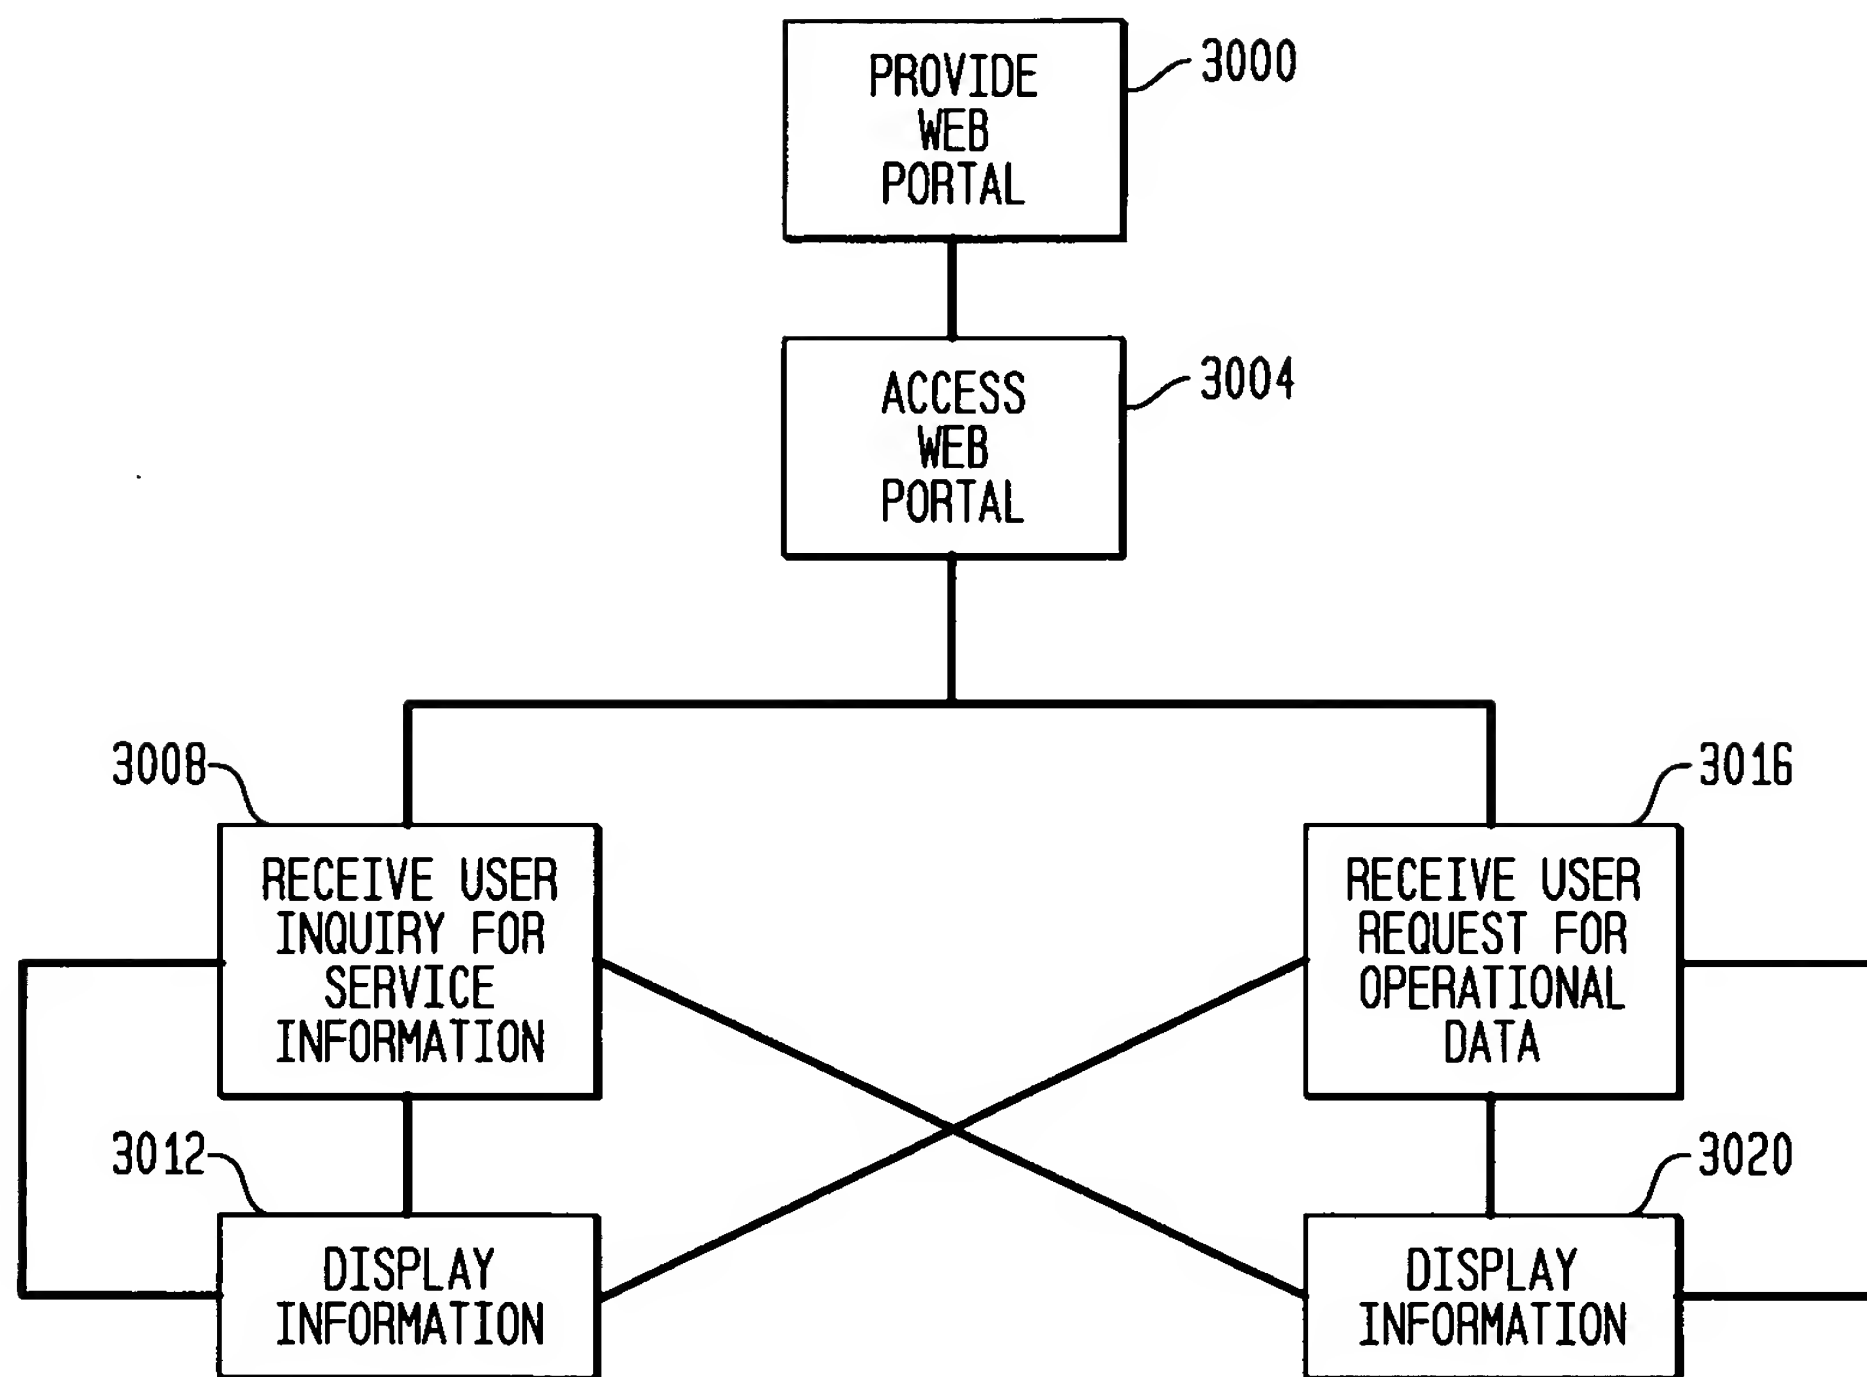 PROVIDE
WEB
PORTAL
3000
ACCESS
WEB
PORTAL
3004
3008
RECEIVE USER
INQUIRY FOR
SERVICE
INFORMATION
3016
RECEIVE USER
REQUEST FOR
OPERATIONAL
DATA
3012
DISPLAY
INFORMATION
3020
DISPLAY
INFORMATION